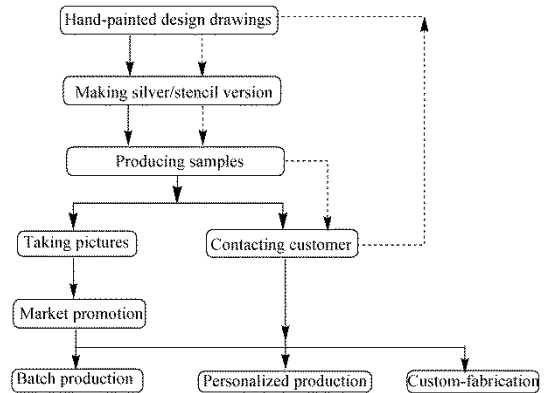 Hand-painted design drawings
Making silver/stencil version
Producing samples
Taking pictures
Contacting customer
Market promotion
Batch production
Personalized production
Custom-fabrication